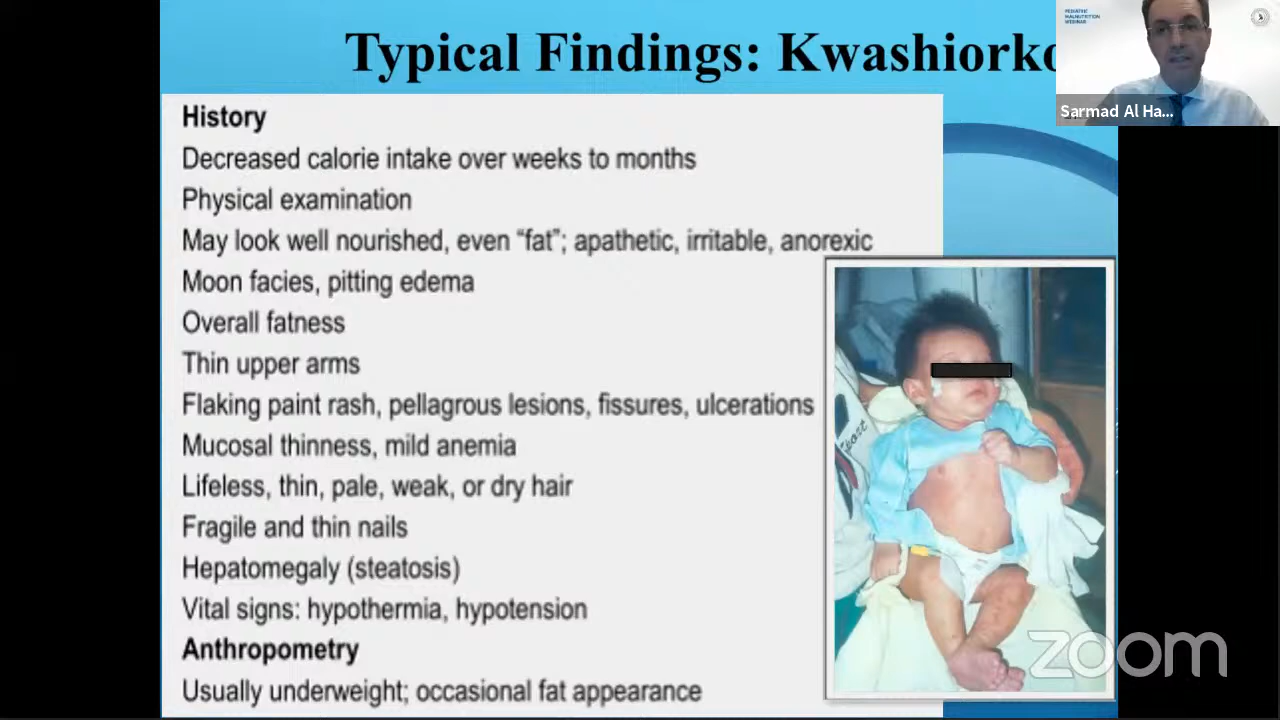 Typical Findings: Kwashiorko
PEDIATRIC
MALNUTRITION
WEBINAR
Sarmad Al Ha...
History
Decreased calorie intake over weeks to months
Physical examination
May look well nourished, even “fat”; apathetic, irritable, anorexic
Moon facies, pitting edema
Overall fatness
Thin upper arms
Flaking paint rash, pellagrous lesions, fissures, ulcerations
Mucosal thinness, mild anemia
Lifeless, thin, pale, weak, or dry hair
Fragile and thin nails
Hepatomegaly (steatosis)
Vital signs: hypothermia, hypotension
Anthropometry
Usually underweight; occasional fat appearance
zoom